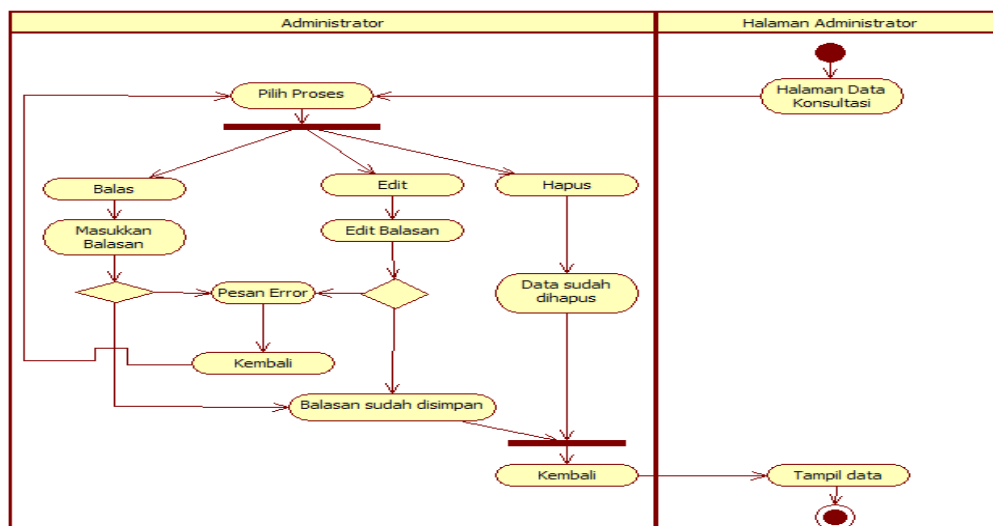 Administrator
Halaman Administrator
Halaman Data
Konsultasi
Pilih Proses
Balas
Edit
Hapus
Masukkan
Balasan
Edit Balasan
Pesan Error
Data sudah
dihapus
Kembali
Balasan sudah disimpan
Kembali
Tampil data